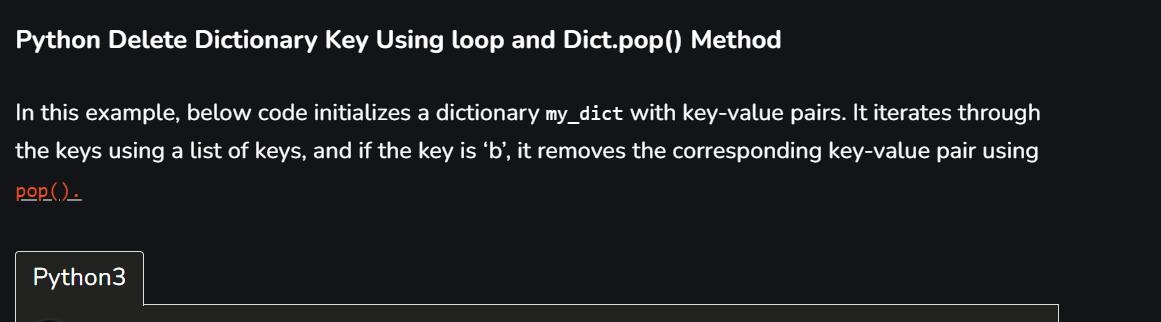 Python Delete Dictionary Key Using loop and Dict.pop() Method
In this example, below code initializes a dictionary my_dict with key-value pairs. It iterates through
the keys using a list of keys, and if the key is ‘b’, it removes the corresponding key-value pair using
pop().
Python3